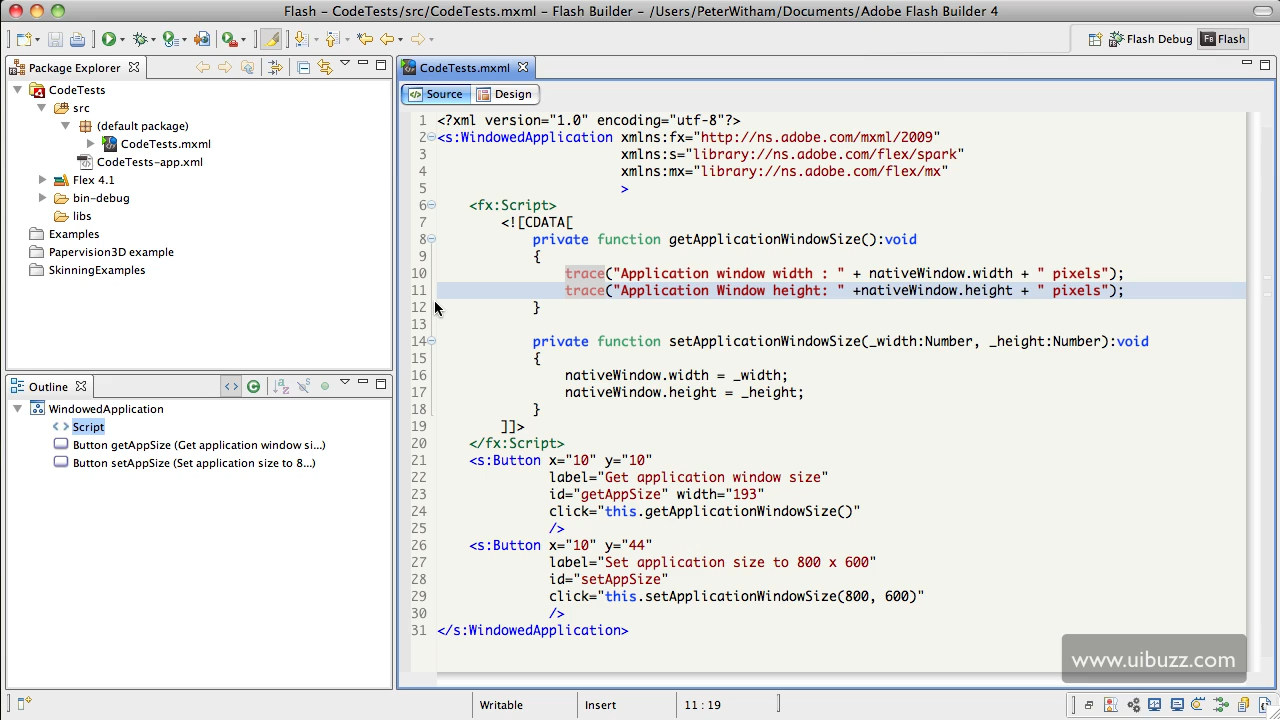 Flash - CodeTests/src/CodeTests.mxml - Flash Builder - /Users/PeterWitham/Documents/Adobe Flash Builder 4
Flash Debug
Fb Flash
Package Explorer
CodeTests
src
(default package)
CodeTests.mxml
CodeTests-app.xml
Flex 4.1
bin-debug
libs
Examples
Papervision3D example
SkinningExamples
Outline
WindowedApplication
< > Script
Button getAppSize (Get application window si...)
Button setAppSize (Set application size to 8...)
CodeTests.mxml
Source
Design
1 <?xml version="1.0" encoding="utf-8"?>
2 <s:WindowedApplication xmlns:fx="http://ns.adobe.com/mxml/2009"
3 xmlns:s="library://ns.adobe.com/flex/spark"
4 xmlns:mx="library://ns.adobe.com/flex/mx"
5 >
6 <fx:Script>
7 <![CDATA[
8 private function getApplicationWindowSize():void
9 {
10 trace("Application window width : " + nativeWindow.width + " pixels");
11 trace("Application Window height: " +nativeWindow.height + " pixels");
12 }
13
14 private function setApplicationWindowSize(_width:Number, _height:Number):void
15 {
16 nativeWindow.width = _width;
17 nativeWindow.height = _height;
18 }
19 ]]>
20 </fx:Script>
21 <s:Button x="10" y="10"
22 label="Get application window size"
23 id="getAppSize" width="193"
24 click="this.getApplicationWindowSize()"
25 />
26 <s:Button x="10" y="44"
27 label="Set application size to 800 x 600"
28 id="setAppSize"
29 click="this.setApplicationWindowSize(800, 600)"
30 />
31 </s:WindowedApplication>
www.uibuzz.com
Writable
Insert
11 : 19